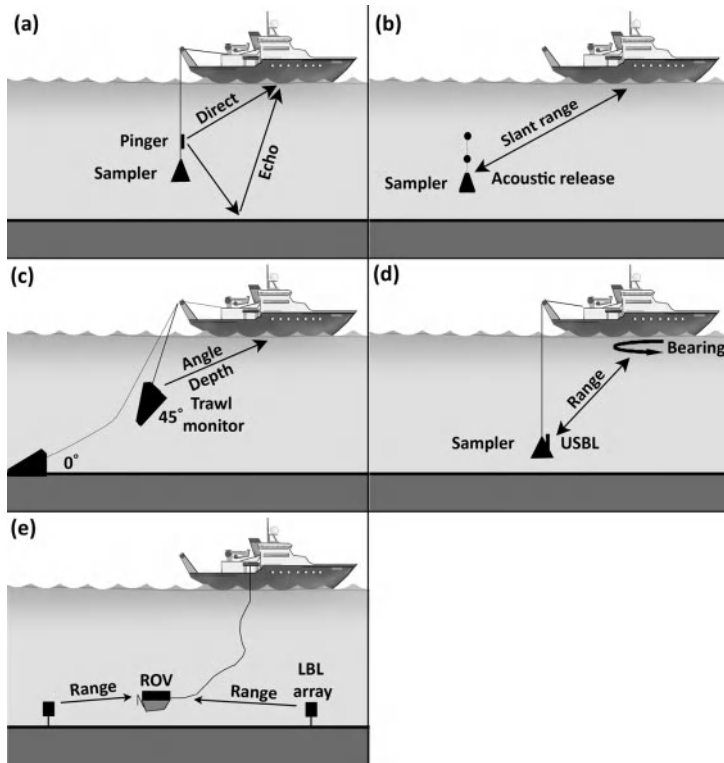 (a)
Direct
Pinger
Sampler
Echo
(b)
Slant range
Sampler
Acoustic release
(c)
Angle
Depth
45°
Trawl
monitor
0°
(d)
Bearing
Range
Sampler
USBL
(e)
ROV
LBL
array
Range
Range